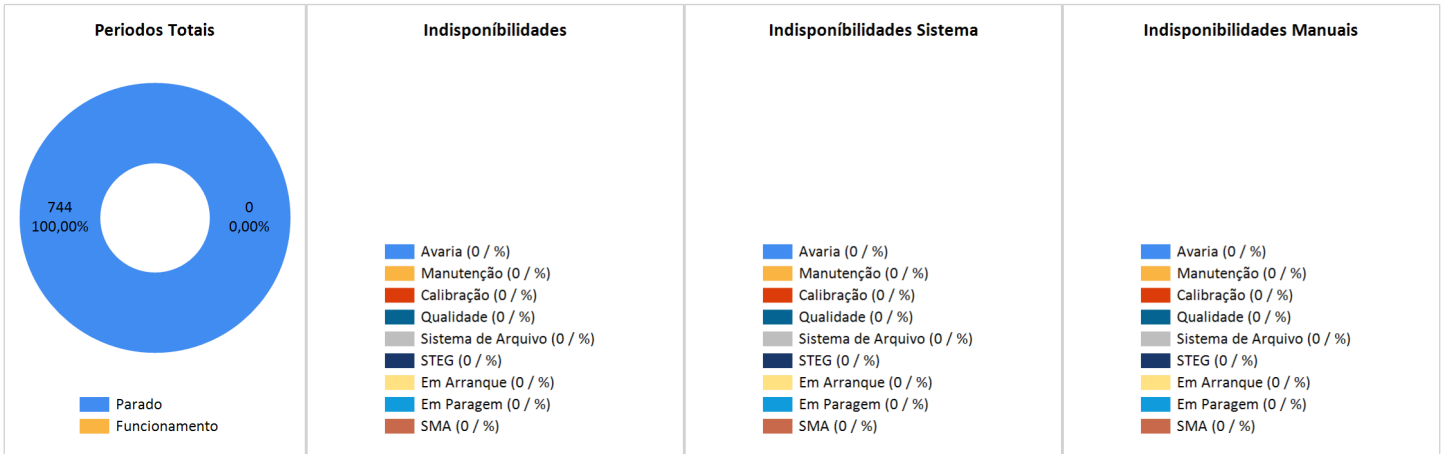 Periodos Totais
744
100,00%
0
0,00%
Parado
Funcionamento
Indisponíbilidades
Avaria (0 / %)
Manutenção (0 / %)
Calibração (0 / %)
Qualidade (0 / %)
Sistema de Arquivo (0 / %)
STEG (0 / %)
Em Arranque (0 / %)
Em Paragem (0 / %)
SMA (0 / %)
Indisponíbilidades Sistema
Avaria (0 / %)
Manutenção (0 / %)
Calibração (0 / %)
Qualidade (0 / %)
Sistema de Arquivo (0 / %)
STEG (0 / %)
Em Arranque (0 / %)
Em Paragem (0 / %)
SMA (0 / %)
Indisponibilidades Manuais
Avaria (0 / %)
Manutenção (0 / %)
Calibração (0 / %)
Qualidade (0 / %)
Sistema de Arquivo (0 / %)
STEG (0 / %)
Em Arranque (0 / %)
Em Paragem (0 / %)
SMA (0 / %)